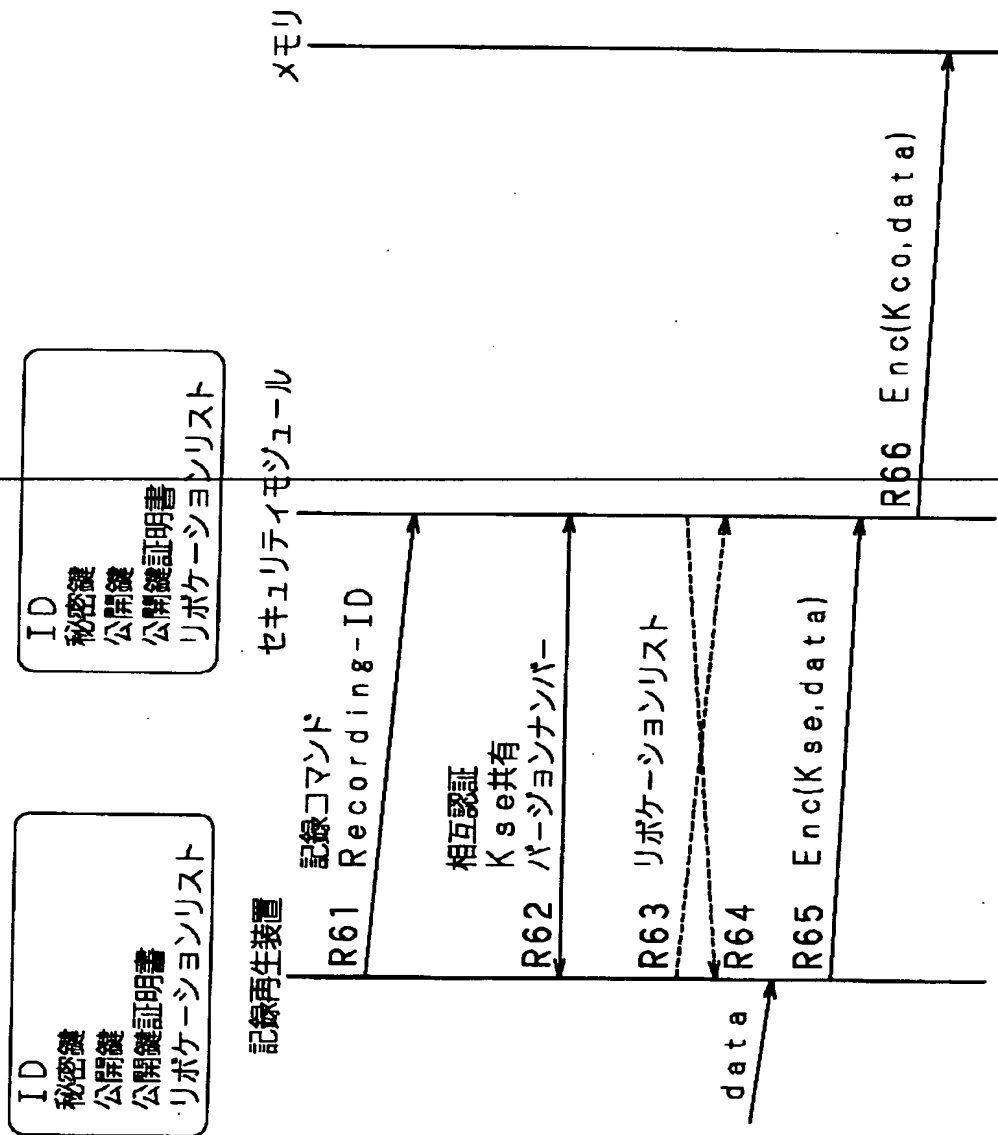 ID
秘密鍵
公開鍵
公開鍵証明書
リボケーションリスト
ID
秘密鍵
公開鍵
公開鍵証明書
リボケーションリスト
記録再生装置
セキュリティモジュール
メモリ
記録コマンド
R61 Recording-ID
相互認証
Kse共有
R62 バージョンナンバー
R63 リボケーションリスト
R64
data
R65 Enc(Kse,data)
R66 Enc(Kco,data)